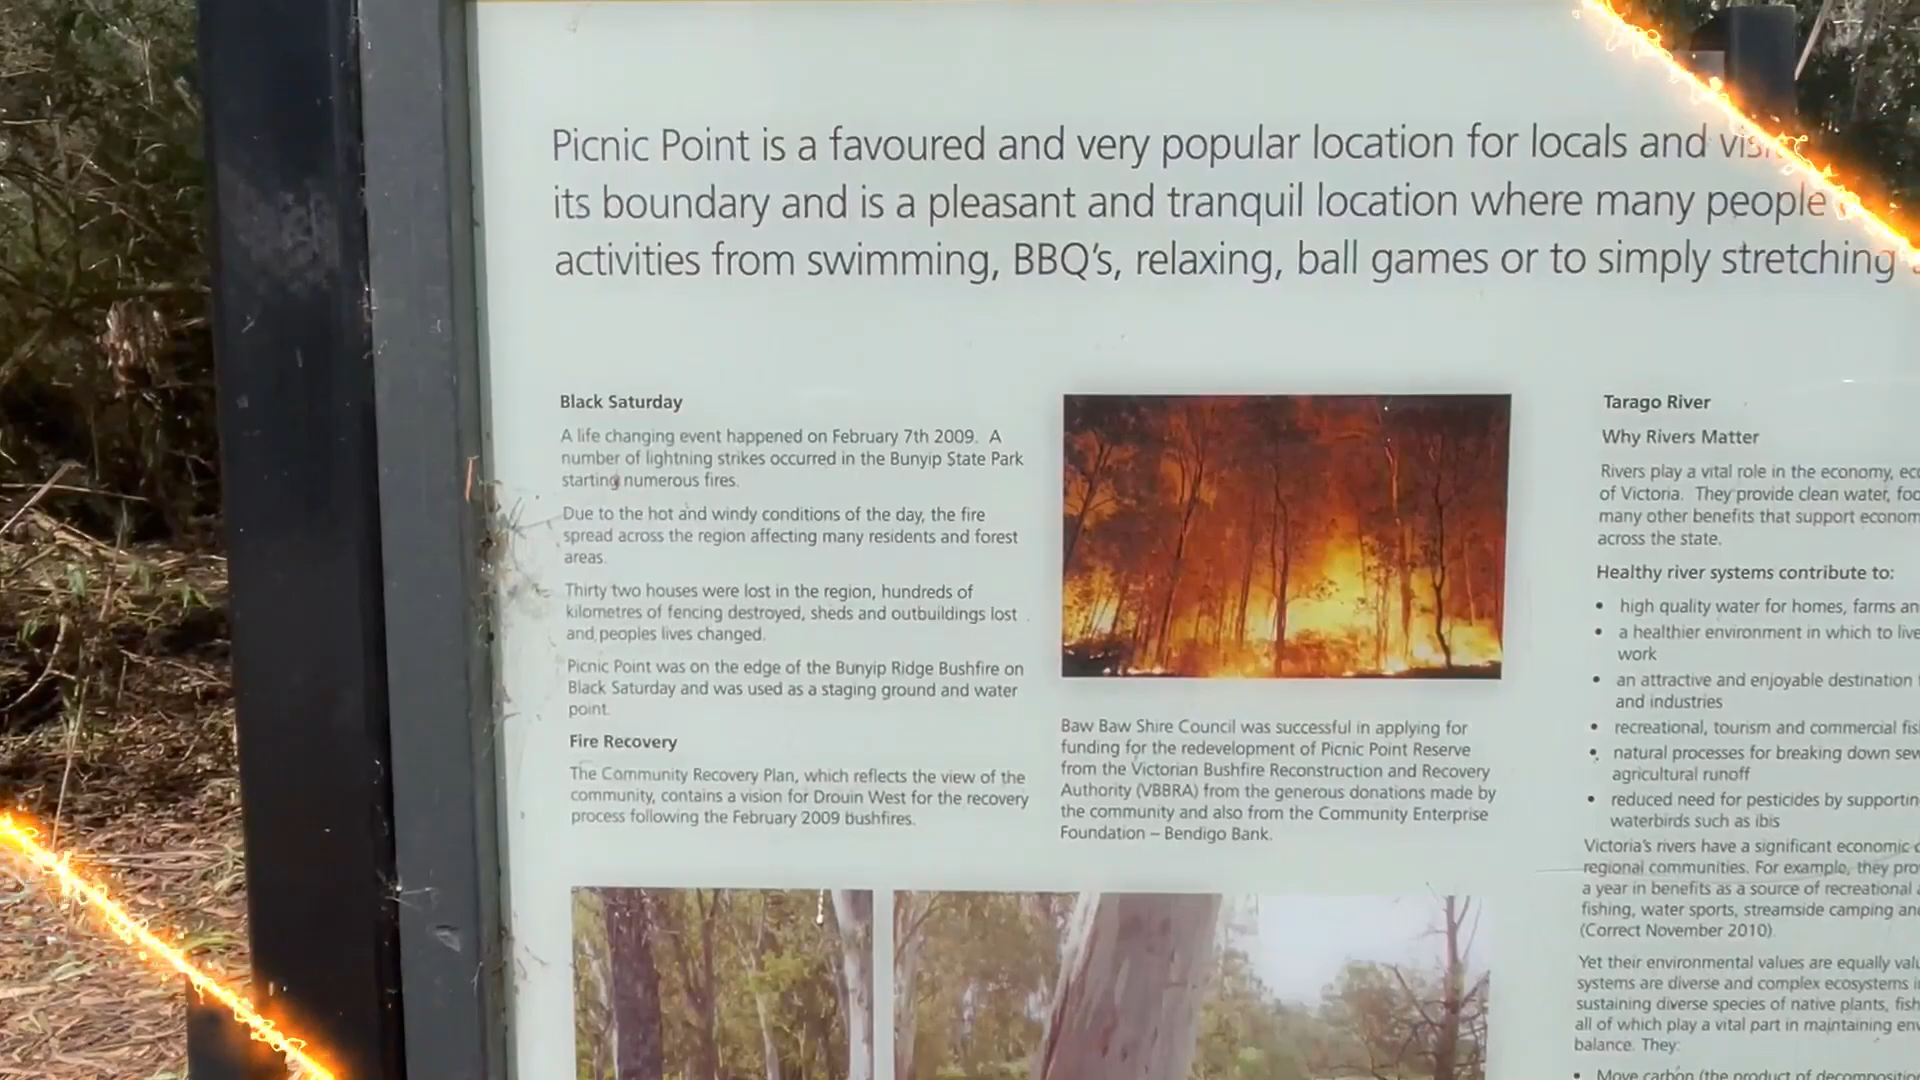 Picnic Point is a favoured and very popular location for locals and
its boundary and is a pleasant and tranquil location where many people
activities from swimming, BBQ's, relaxing, ball games or to simply stretching
Black Saturday
A life changing event happened on February 7th 2009. A
number of lightning strikes occurred in the Bunyip State Park
starting numerous fires.
Due to the hot and windy conditions of the day, the fire
spread across the region affecting many residents and forest
areas.
Thirty two houses were lost in the region, hundreds of
kilometres of fencing destroyed, sheds and outbuildings lost
and peoples lives changed.
Picnic Point was on the edge of the Bunyip Ridge Bushfire on
Black Saturday and was used as a staging ground and water
point.
Fire Recovery
The Community Recovery Plan, which reflects the view of the
community, contains a vision for Drouin West for the recovery
process following the February 2009 bushfires.
Baw Baw Shire Council was successful in applying for
funding for the redevelopment of Picnic Point Reserve
from the Victorian Bushfire Reconstruction and Recovery
Authority (VBBRA) from the generous donations made by
the community and also from the Community Enterprise
Foundation – Bendigo Bank.
Tarago River
Why Rivers Matter
Rivers play a vital role in the economy,
of Victoria. They provide clean water,
many other benefits that support
across the state.
Healthy river systems contribute to:
• high quality water for homes, farms
• a healthier environment in which to live
work
• an attractive and enjoyable destination
and industries
• recreational, tourism and commercial
• natural processes for breaking down
agricultural runoff
• reduced need for pesticides by
waterbirds such as ibis
Victoria's rivers have a significant economic
regional communities. For example, they
a year in benefits as a source of recreational
fishing, water sports, streamside camping
(Correct November 2010).
Yet their environmental values are equally
systems are diverse and complex ecosystems
sustaining diverse species of native plants,
all of which play a vital part in maintaining
balance. They:
• Move carbon (the product of